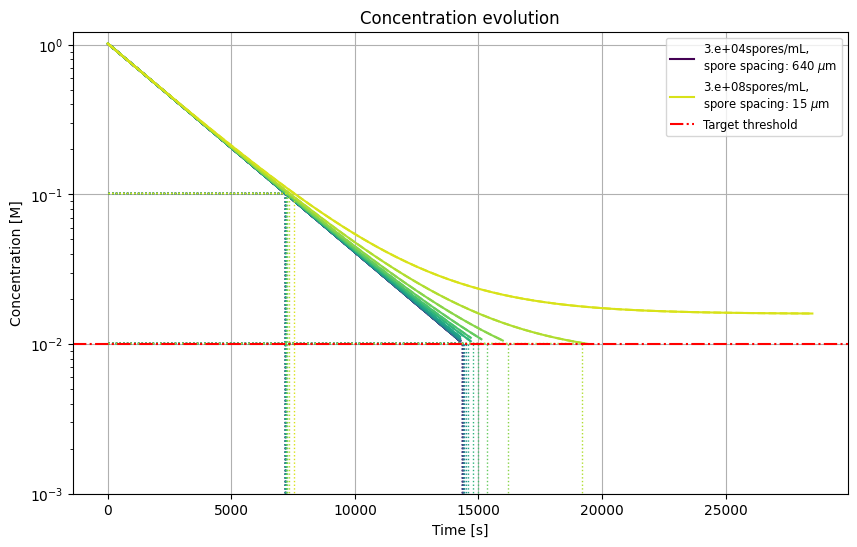 Concentration evolution
3.e+04spores/mL,
spore spacing: 640 μm
3.e+08spores/mL,
spore spacing: 15 μm
Target threshold
Concentration [M]
10⁰
10⁻¹
10⁻²
10⁻³
0 5000 10000 15000 20000 25000
Time [s]